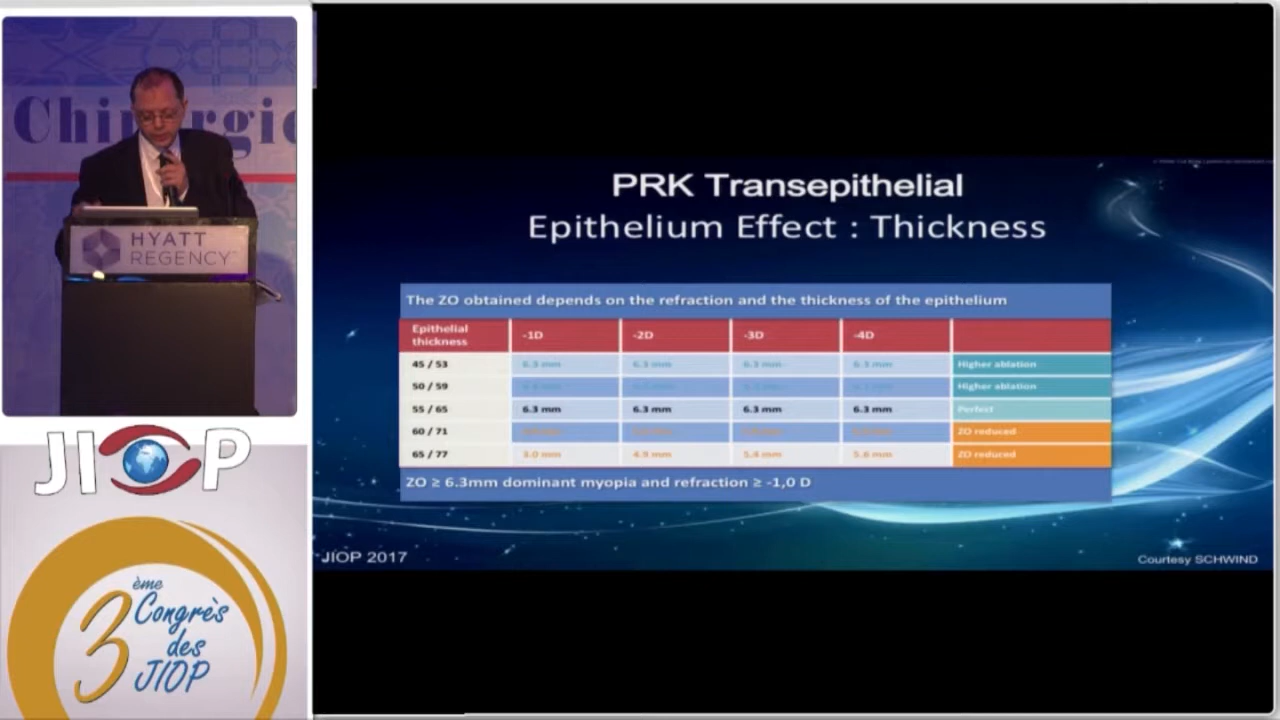 Chirurgie
HYATT
REGENCY
JIOP
3ème
Congrès
des
JIOP
PRK Transepithelial
Epithelium Effect : Thickness
The ZO obtained depends on the refraction and the thickness of the epithelium
Epithelial thickness -1D -2D -3D -4D
45 / 53 6.3 mm 6.3 mm 6.3 mm 6.3 mm Higher ablation
50 / 59 Higher ablation
55 / 65 6.3 mm 6.3 mm 6.3 mm 6.3 mm Perfect
60 / 71 ZO reduced
65 / 77 3.0 mm 4.9 mm 5.4 mm 5.6 mm ZO reduced
ZO ≥ 6.3mm dominant myopia and refraction ≥ -1,0 D
JIOP 2017
Courtesy SCHWIND